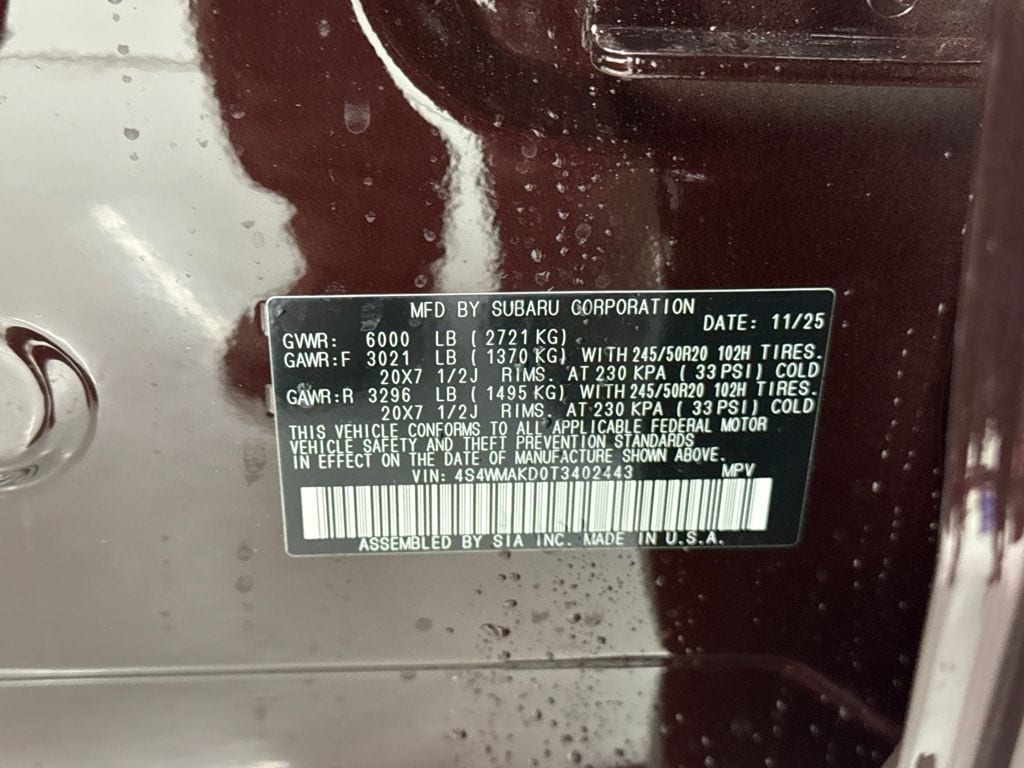 MFD BY SUBARU CORPORATION
DATE: 11/25
GVWR: 6000 LB ( 2721 KG)
GAWR:F 3021 LB ( 1370 KG) WITH 245/50R20 102H TIRES.
20X7 1/2J RIMS. AT 230 KPA ( 33 PSI) COLD
GAWR:R 3296 LB ( 1495 KG) WITH 245/50R20 102H TIRES.
20X7 1/2J RIMS. AT 230 KPA ( 33 PSI) COLD
THIS VEHICLE CONFORMS TO ALL APPLICABLE FEDERAL MOTOR
VEHICLE SAFETY AND THEFT PREVENTION STANDARDS
IN EFFECT ON THE DATE OF MANUFACTURE SHOWN ABOVE.
VIN: 4S4WMAKD0T3402443 MPV
ASSEMBLED BY SIA INC. MADE IN U.S.A.